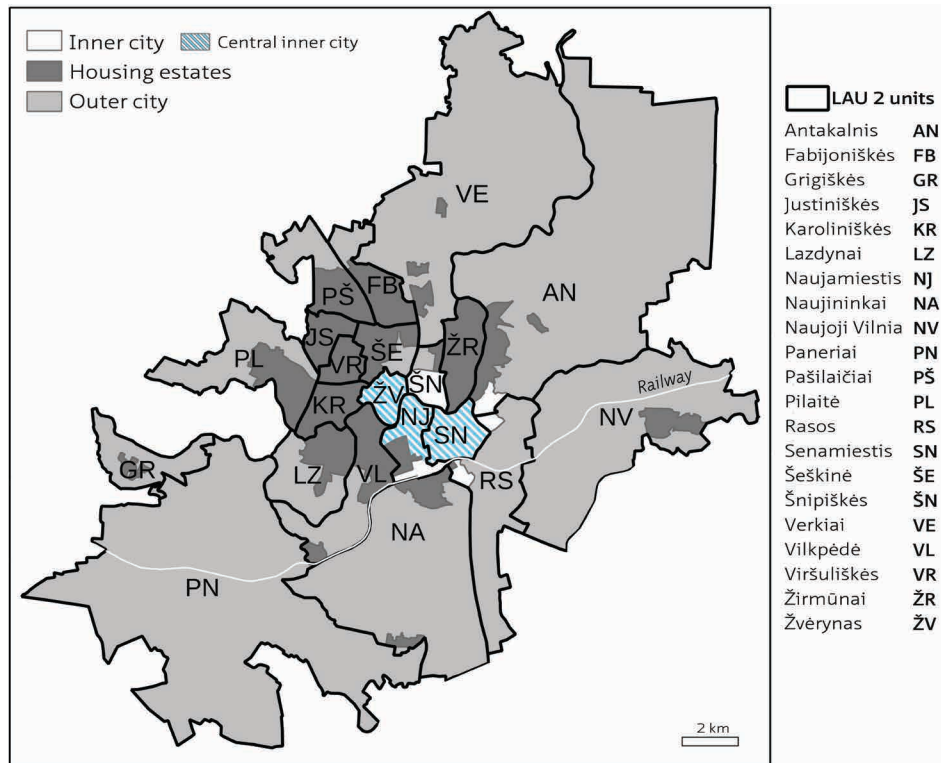 Inner city
Central inner city
Housing estates
Outer city
VE
AN
PŠ
FB
JS
VR
ŠE
ŽR
PL
ŠN
KR
ŽV
NJ
SN
Railway
NV
GR
LZ
VL
RS
NA
PN
2 km
LAU 2 units
Antakalnis AN
Fabijoniškės FB
Grigiškės GR
Justiniškės JS
Karoliniškės KR
Lazdynai LZ
Naujamiestis NJ
Naujininkai NA
Naujoji Vilnia NV
Paneriai PN
Pašilaičiai PŠ
Pilaitė PL
Rasos RS
Senamiestis SN
Šeškinė ŠE
Šnipiškės ŠN
Verkiai VE
Vilkpėdė VL
Viršuliškės VR
Žirmūnai ŽR
Žvėrynas ŽV